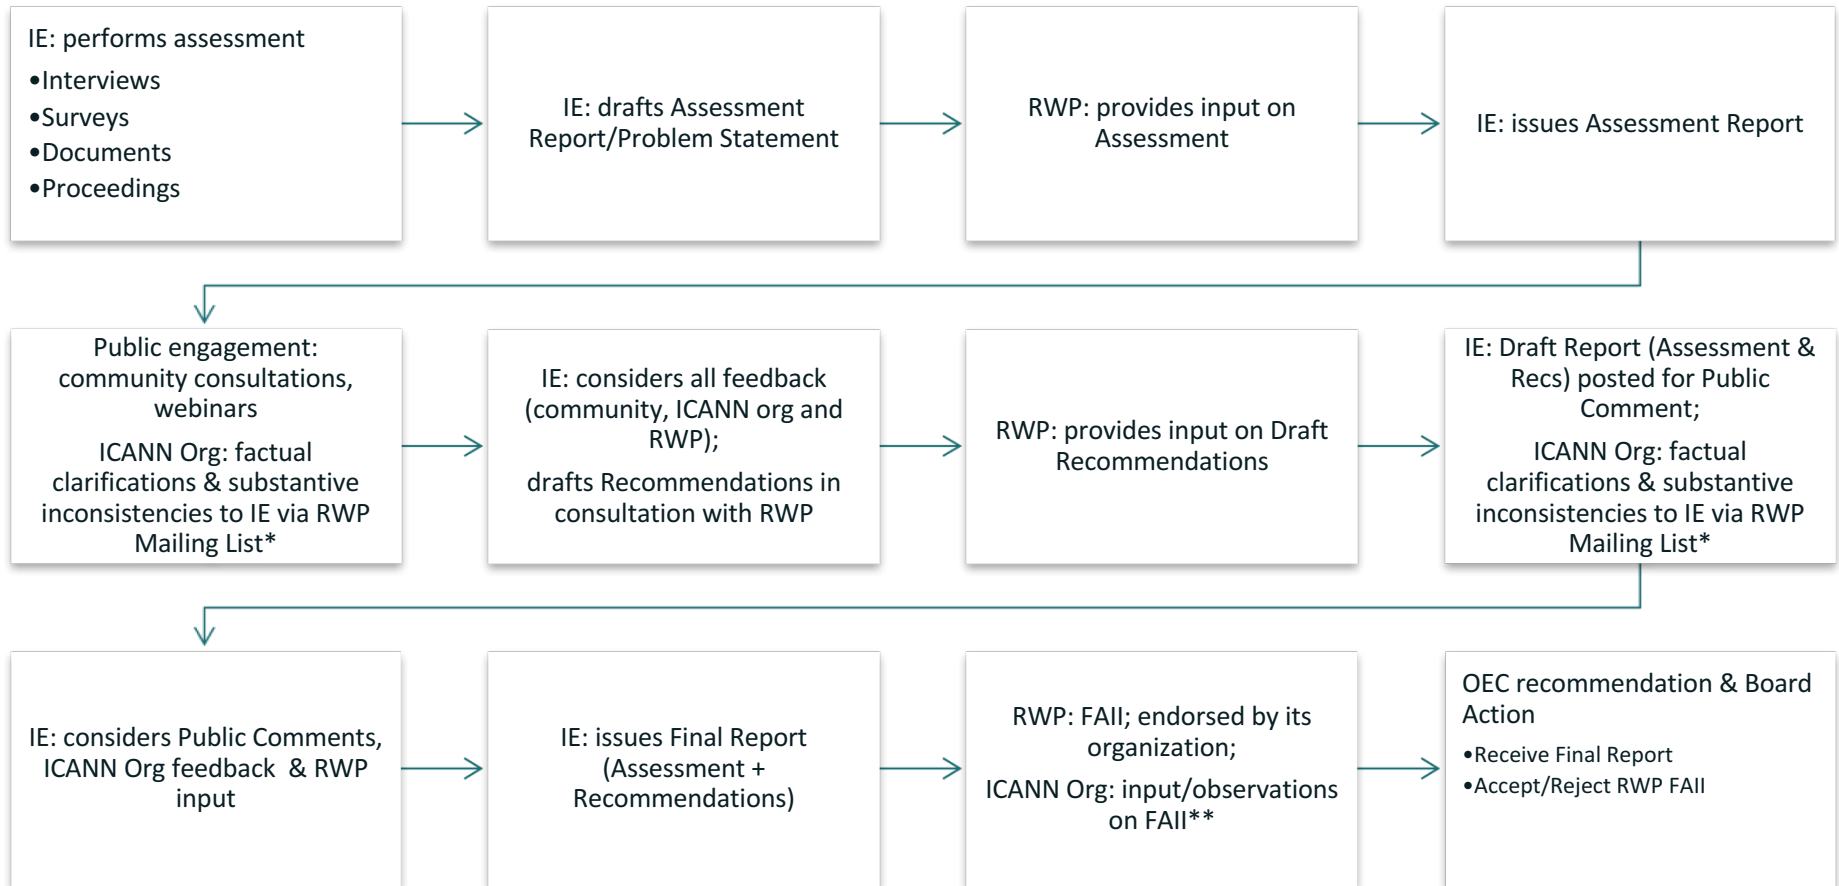 IE: performs assessment
•Interviews
•Surveys
•Documents
•Proceedings
IE: drafts Assessment
Report/Problem Statement
RWP: provides input on
Assessment
IE: issues Assessment Report
Public engagement:
community consultations,
webinars
ICANN Org: factual
clarifications & substantive
inconsistencies to IE via RWP
Mailing List*
IE: considers all feedback
(community, ICANN org and
RWP);
drafts Recommendations in
consultation with RWP
RWP: provides input on Draft
Recommendations
IE: Draft Report (Assessment &
Recs) posted for Public
Comment;
ICANN Org: factual
clarifications & substantive
inconsistencies to IE via RWP
Mailing List*
IE: considers Public Comments,
ICANN Org feedback & RWP
input
IE: issues Final Report
(Assessment +
Recommendations)
RWP: FAII; endorsed by its
organization;
ICANN Org: input/observations
on FAII**
OEC recommendation & Board
Action
•Receive Final Report
•Accept/Reject RWP FAII